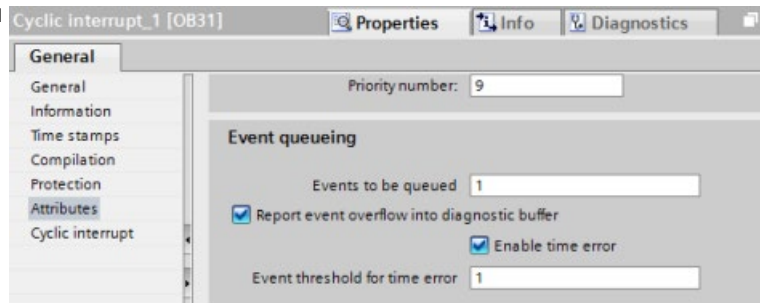 Cyclic interrupt_1 [OB31]
Properties
Info
Diagnostics
General
General
Information
Time stamps
Compilation
Protection
Attributes
Cyclic interrupt
Priority number: 9
Event queueing
Events to be queued 1
Report event overflow into diagnostic buffer
Enable time error
Event threshold for time error 1